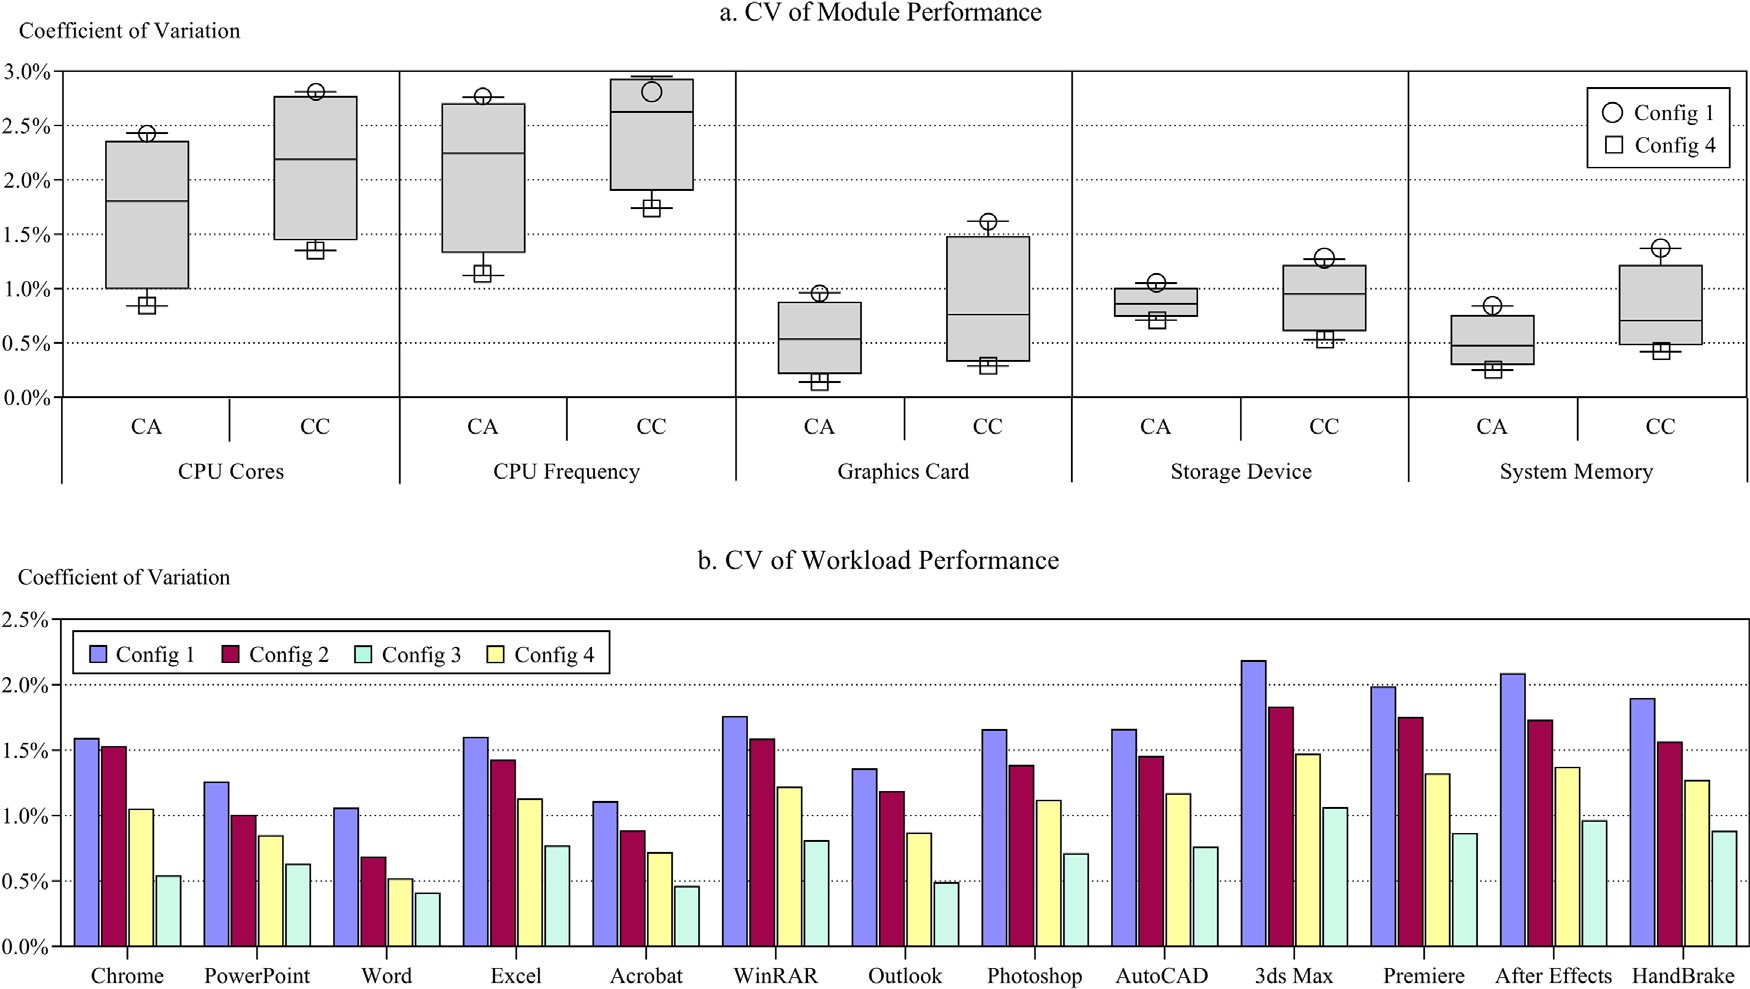 a. CV of Module Performance
Coefficient of Variation
3.0%
2.5%
2.0%
1.5%
1.0%
0.5%
0.0%
Config 1
Config 4
CA CC CA CC CA CC CA CC CA CC
CPU Cores CPU Frequency Graphics Card Storage Device System Memory
b. CV of Workload Performance
Coefficient of Variation
2.5%
2.0%
1.5%
1.0%
0.5%
0.0%
Config 1 Config 2 Config 3 Config 4
Chrome PowerPoint Word Excel Acrobat WinRAR Outlook Photoshop AutoCAD 3ds Max Premiere After Effects HandBrake